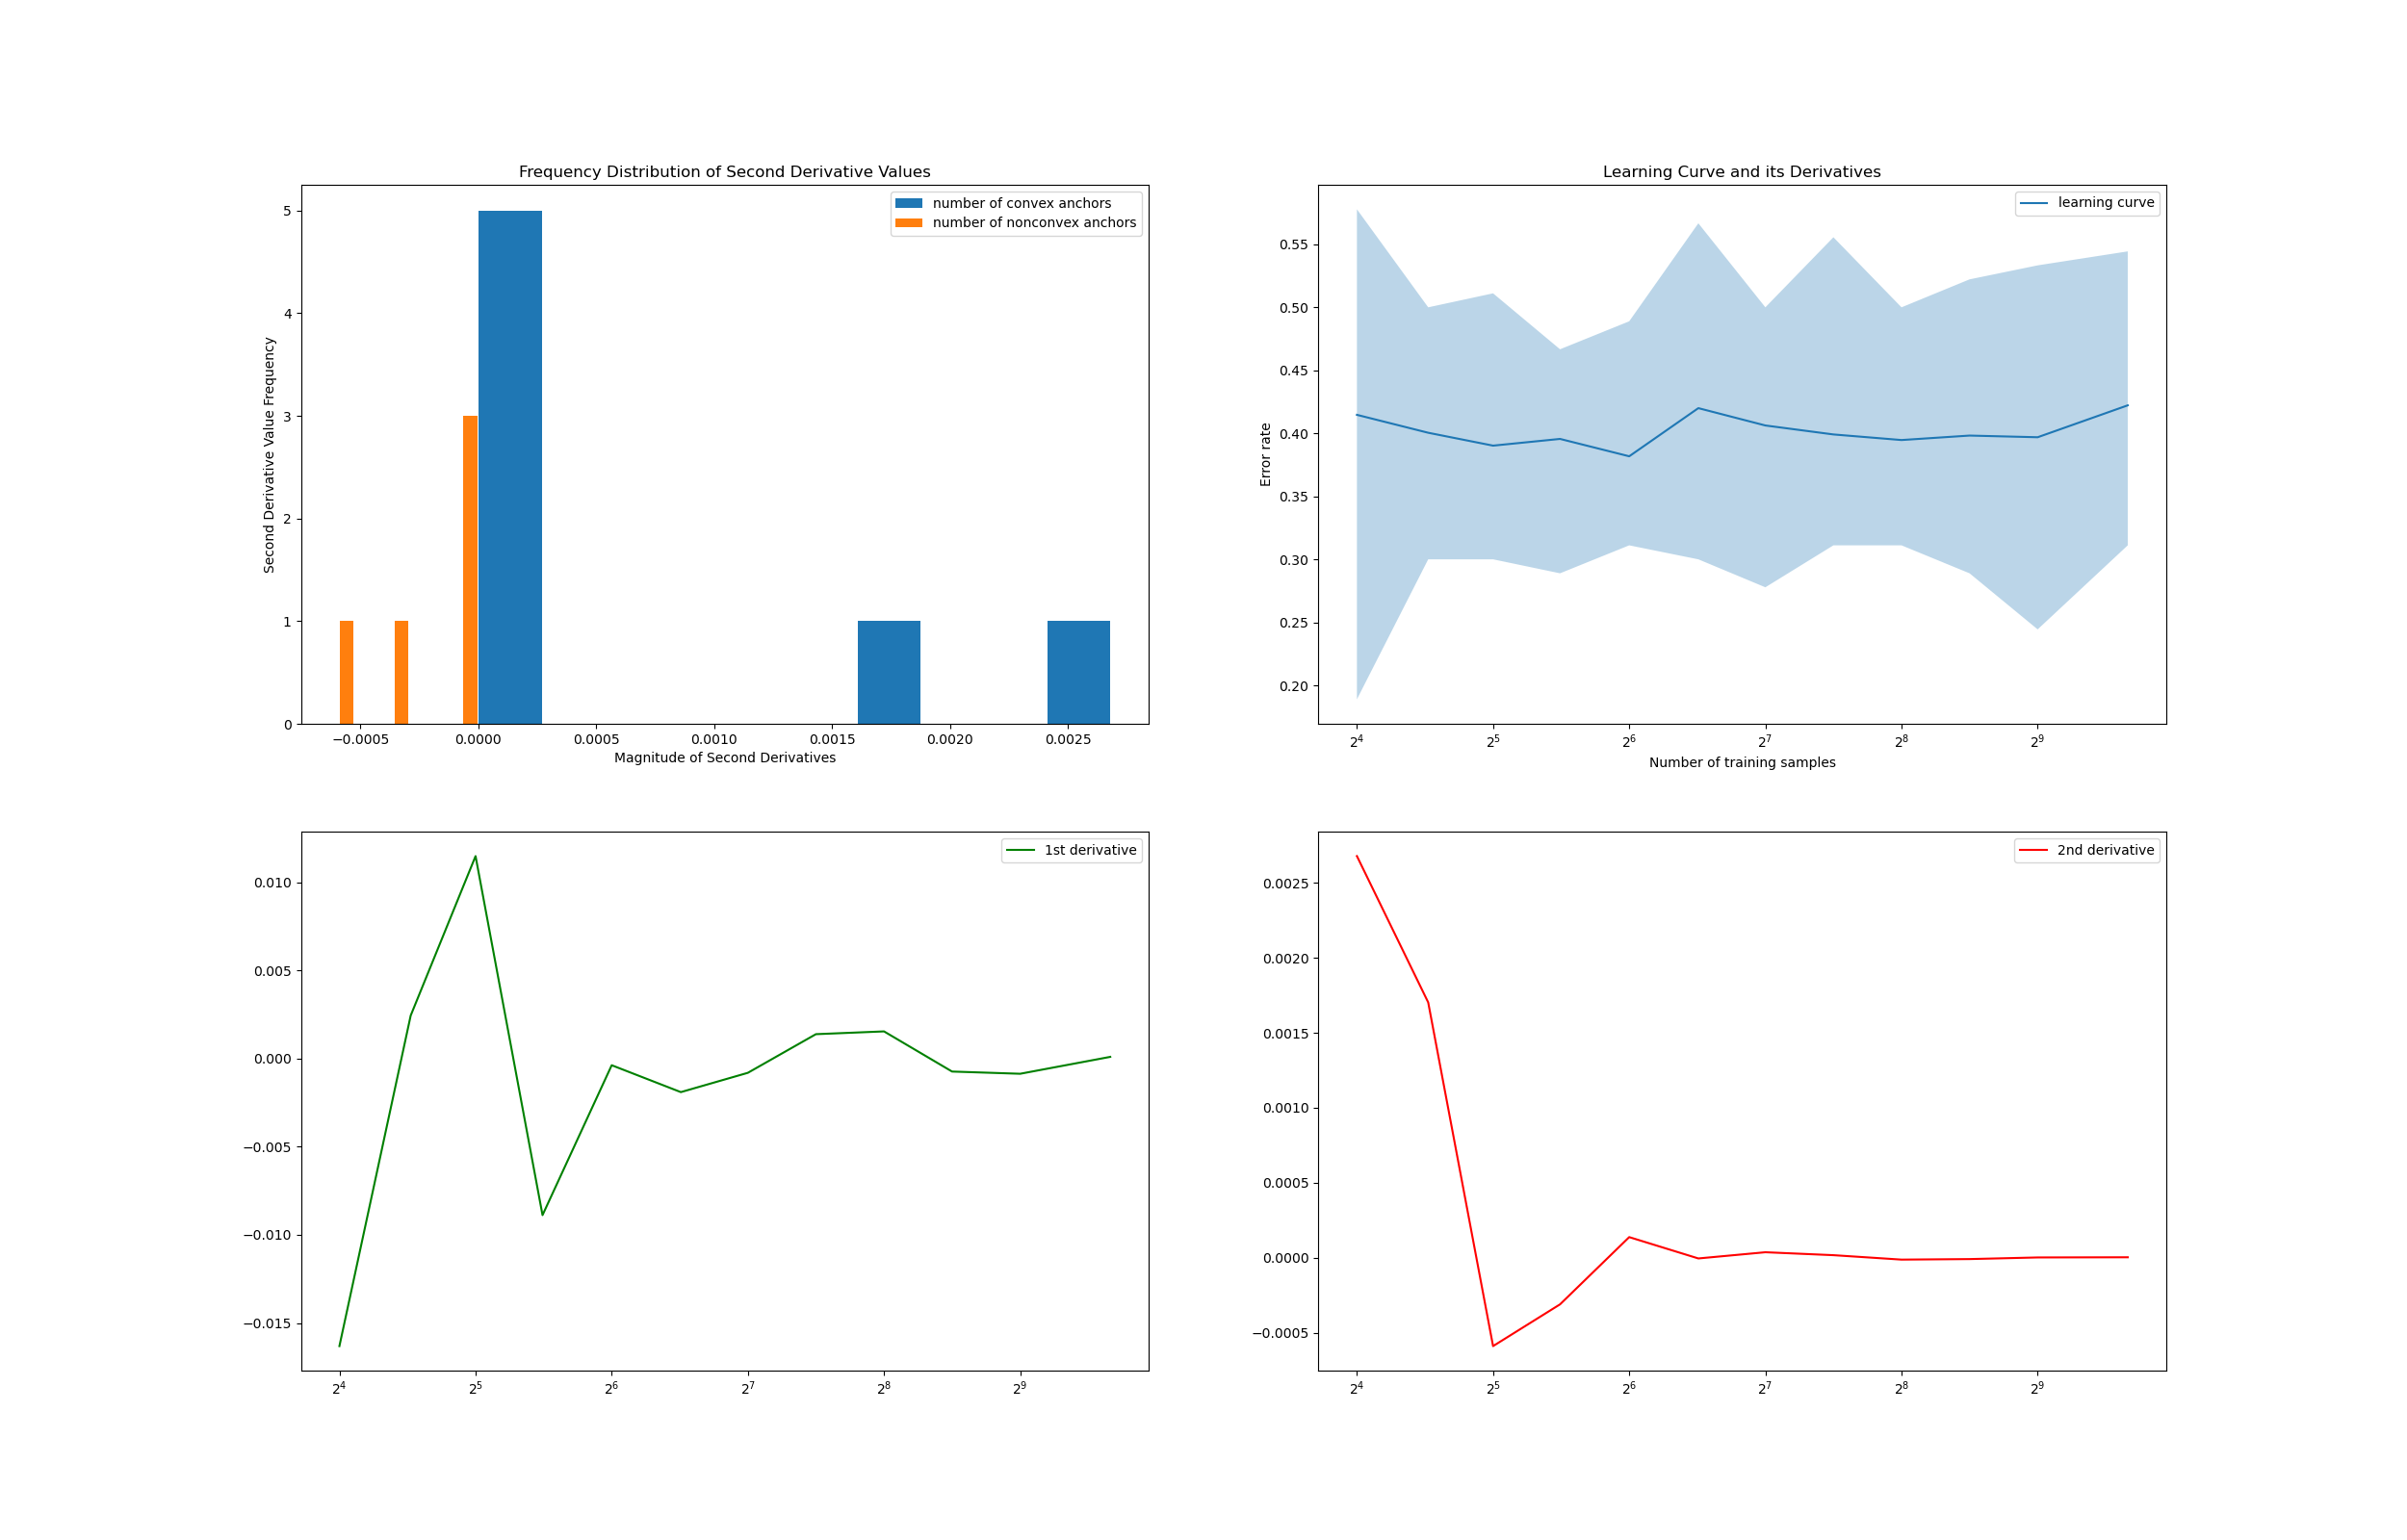 Frequency Distribution of Second Derivative Values
number of convex anchors
number of nonconvex anchors
5
4
3
2
1
0
Second Derivative Value Frequency
−0.0005 0.0000 0.0005 0.0010 0.0015 0.0020 0.0025
Magnitude of Second Derivatives
Learning Curve and its Derivatives
learning curve
0.55
0.50
0.45
0.40
0.35
0.30
0.25
0.20
Error rate
2⁴ 2⁵ 2⁶ 2⁷ 2⁸ 2⁹
Number of training samples
1st derivative
0.010
0.005
0.000
−0.005
−0.010
−0.015
2⁴ 2⁵ 2⁶ 2⁷ 2⁸ 2⁹
2nd derivative
0.0025
0.0020
0.0015
0.0010
0.0005
0.0000
−0.0005
2⁴ 2⁵ 2⁶ 2⁷ 2⁸ 2⁹